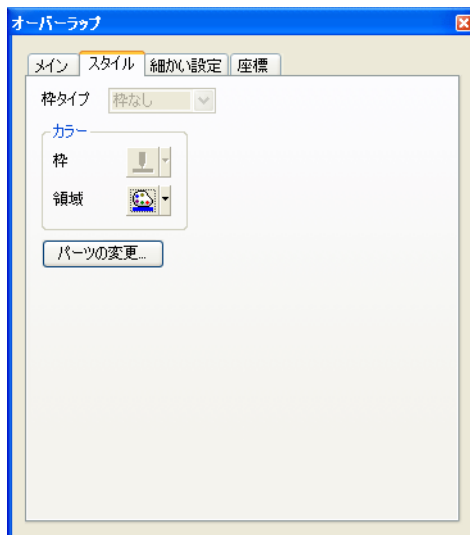 オーバーラップ
メイン スタイル 細かい設定 座標
枠タイプ 枠なし
カラー
枠
領域
パーツの変更...